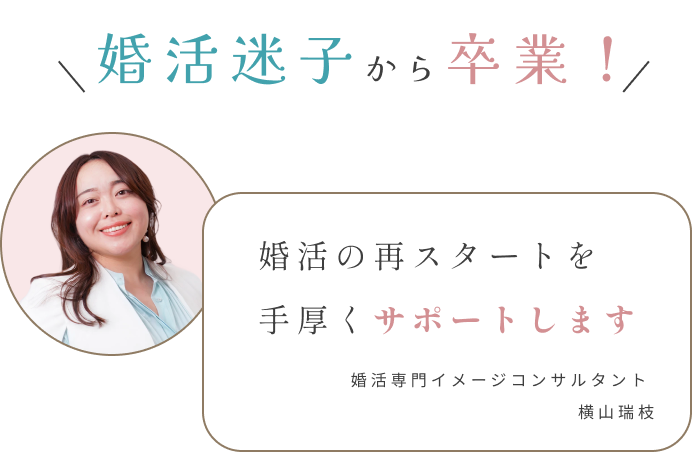 婚活迷子から卒業！
婚活の再スタートを
手厚くサポートします
婚活専門イメージコンサルタント
横山瑞枝